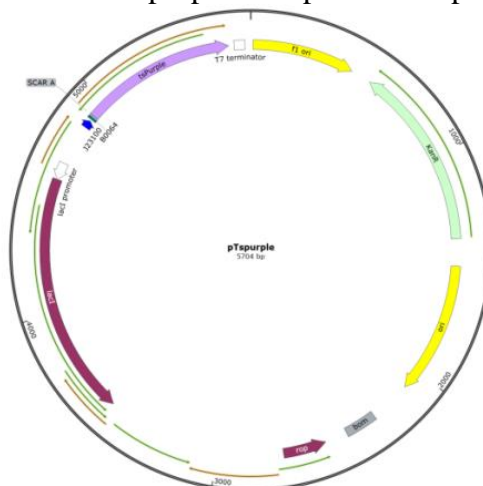 T7 terminator
f1 ori
tsPurple
5000
SCAR A
J23100
B0064
1000
KanR
lacI promoter
pTspurple
5704 bp
lacI
ori
4000
2000
bom
rop
3000